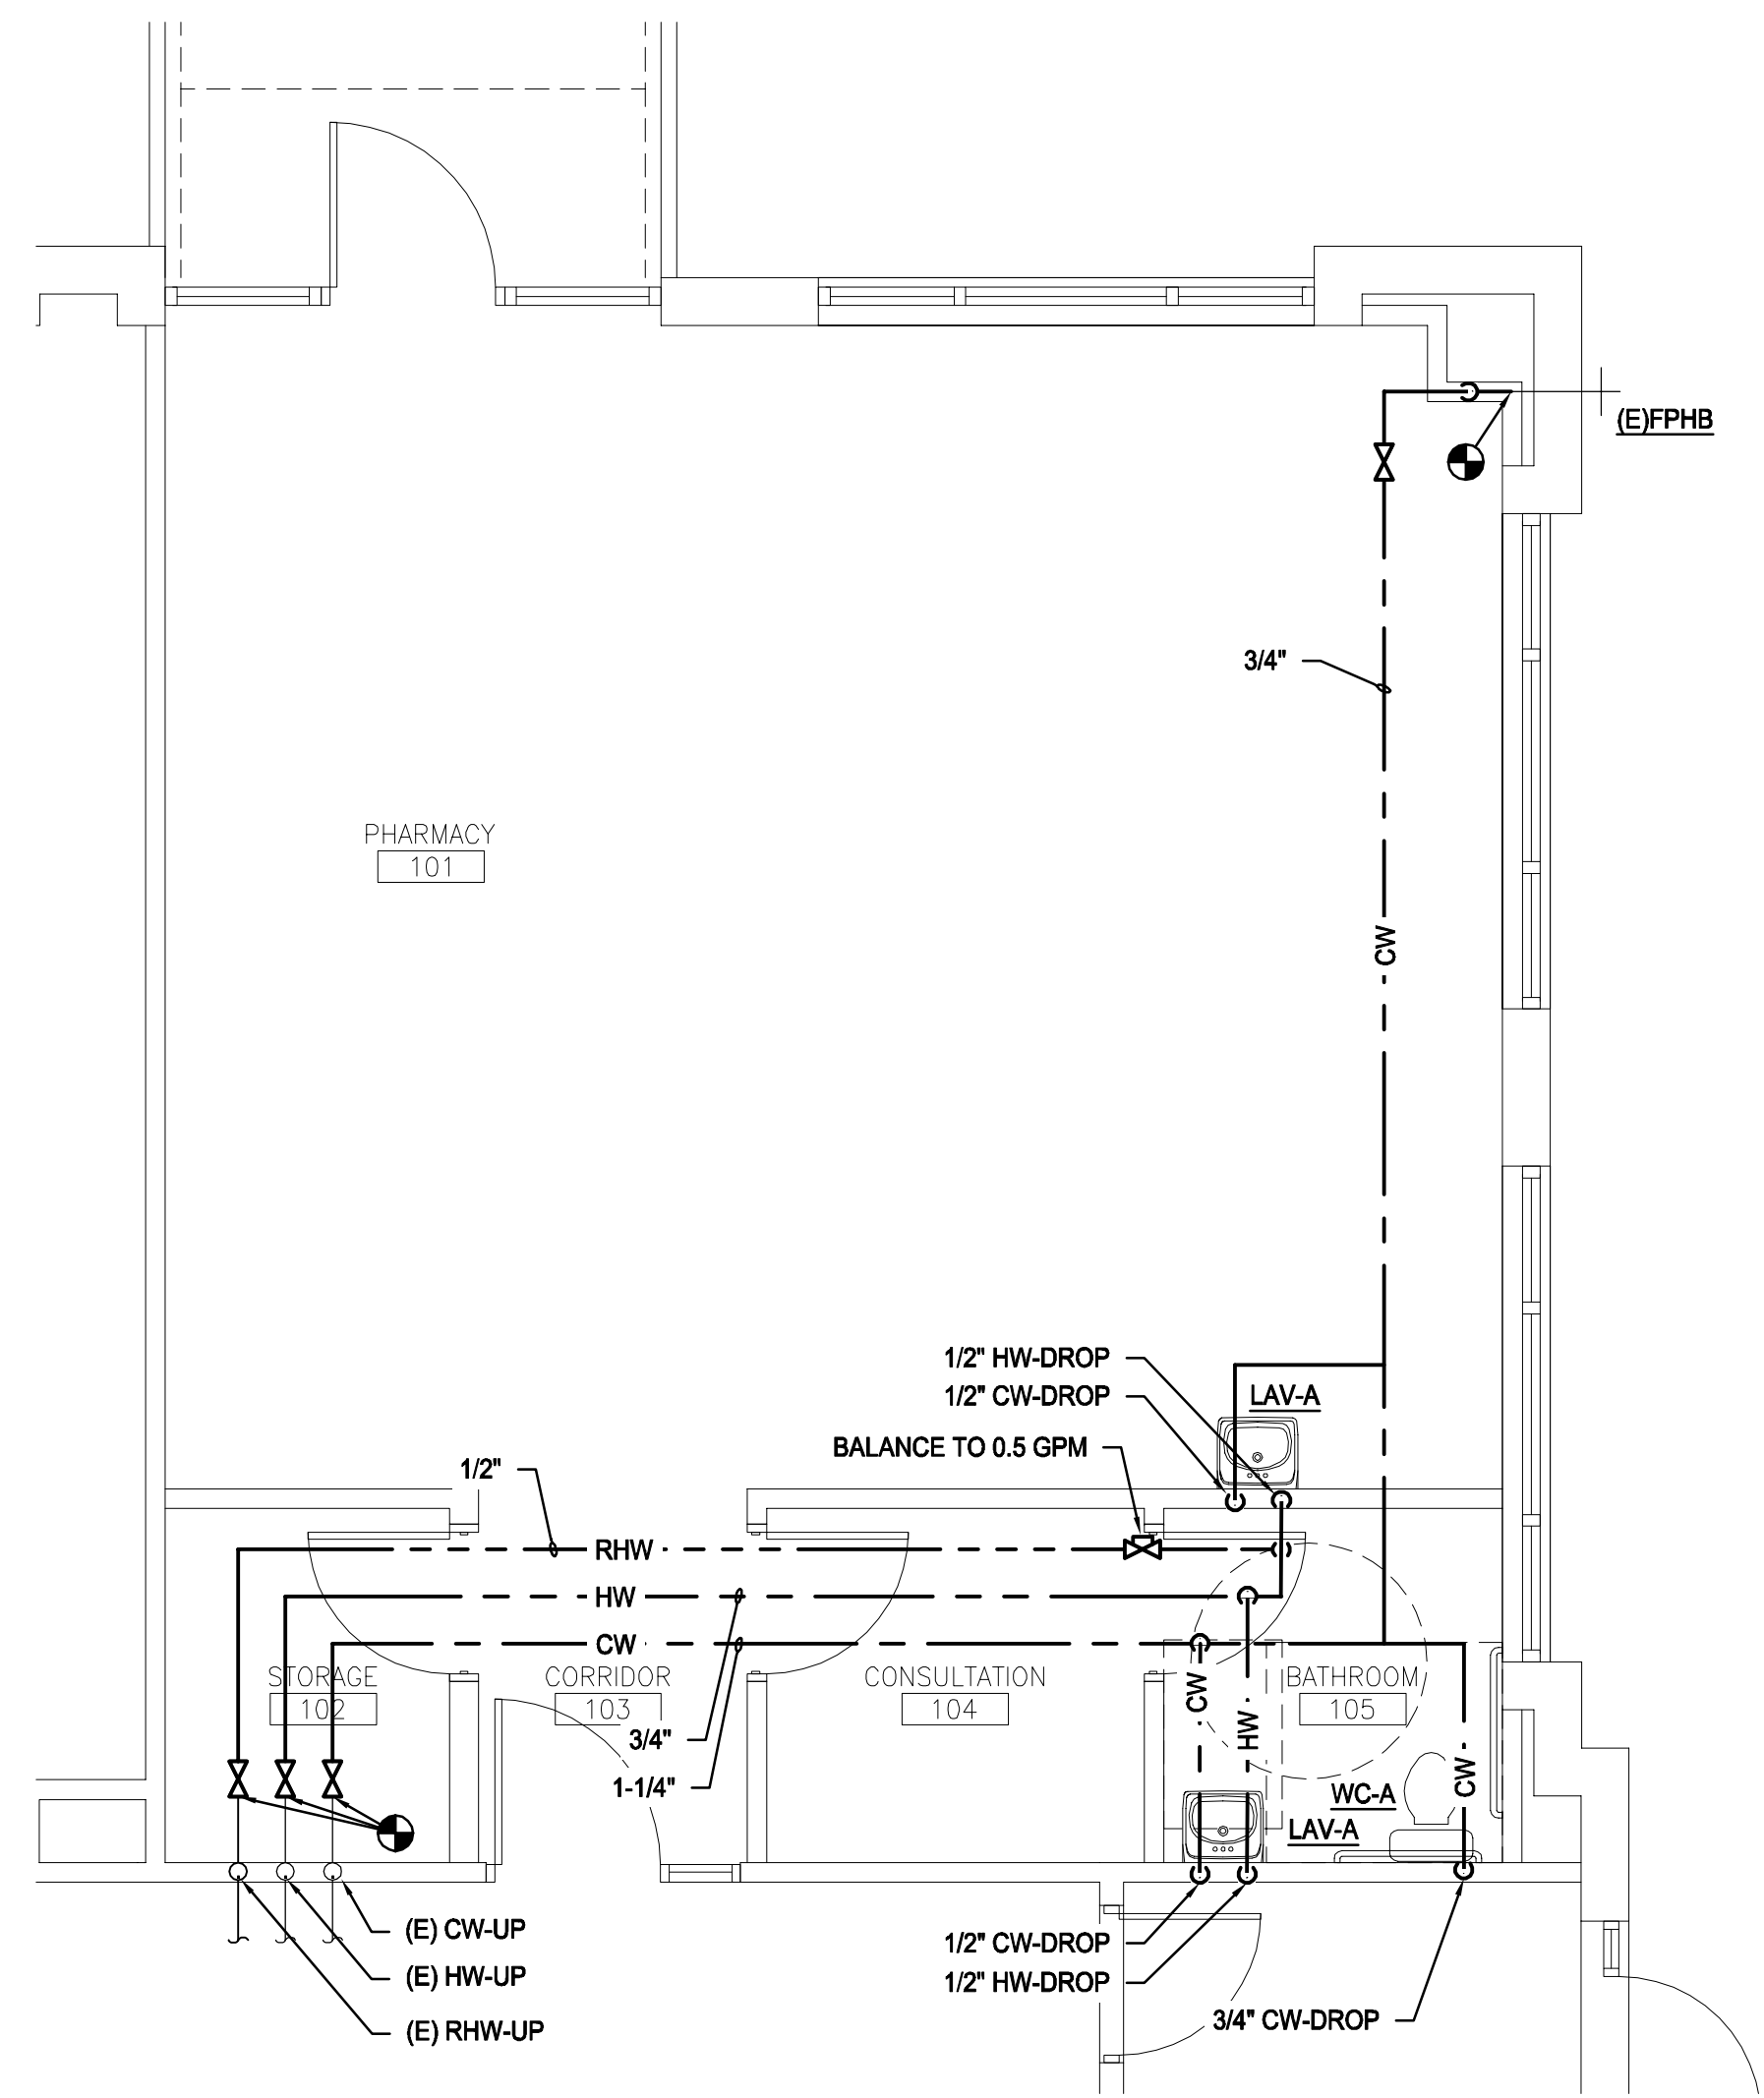 (E)FPHB
3/4"
PHARMACY
101
CW
1/2" HW-DROP
1/2" CW-DROP
LAV-A
BALANCE TO 0.5 GPM
1/2"
RHW
HW
CW
STORAGE
102
CORRIDOR
103
CONSULTATION
104
BATHROOM
105
CW
HW
CW
3/4"
1-1/4"
WC-A
LAV-A
(E) CW-UP
(E) HW-UP
(E) RHW-UP
1/2" CW-DROP
1/2" HW-DROP
3/4" CW-DROP